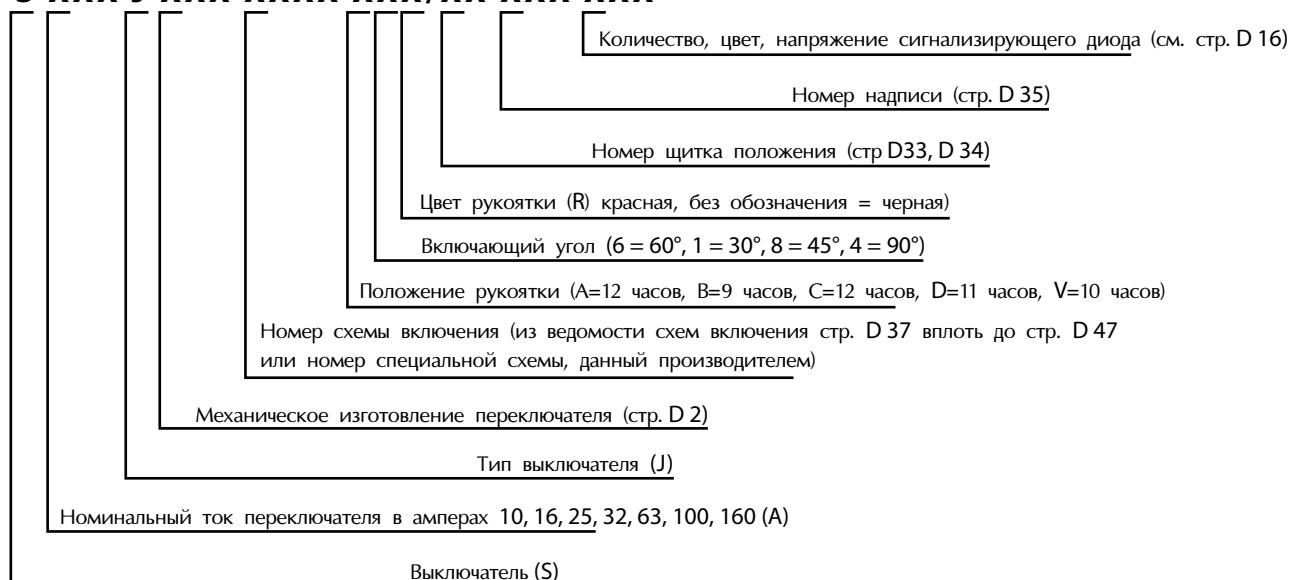 Количество, цвет, напряжение сигнализирующего диода (см. стр. D 16)
Номер надписи (стр. D 35)
Номер щитка положения (стр D33, D 34)
Цвет рукоятки (R) красная, без обозначения = черная)
Включающий угол (6 = 60°, 1 = 30°, 8 = 45°, 4 = 90°)
Положение рукоятки (A=12 часов, B=9 часов, C=12 часов, D=11 часов, V=10 часов)
Номер схемы включения (из ведомости схем включения стр. D 37 вплоть до стр. D 47
или номер специальной схемы, данный производителем)
Механическое изготовление переключателя (стр. D 2)
Тип выключателя (J)
Номинальный ток переключателя в амперах 10, 16, 25, 32, 63, 100, 160 (A)
Выключатель (S)